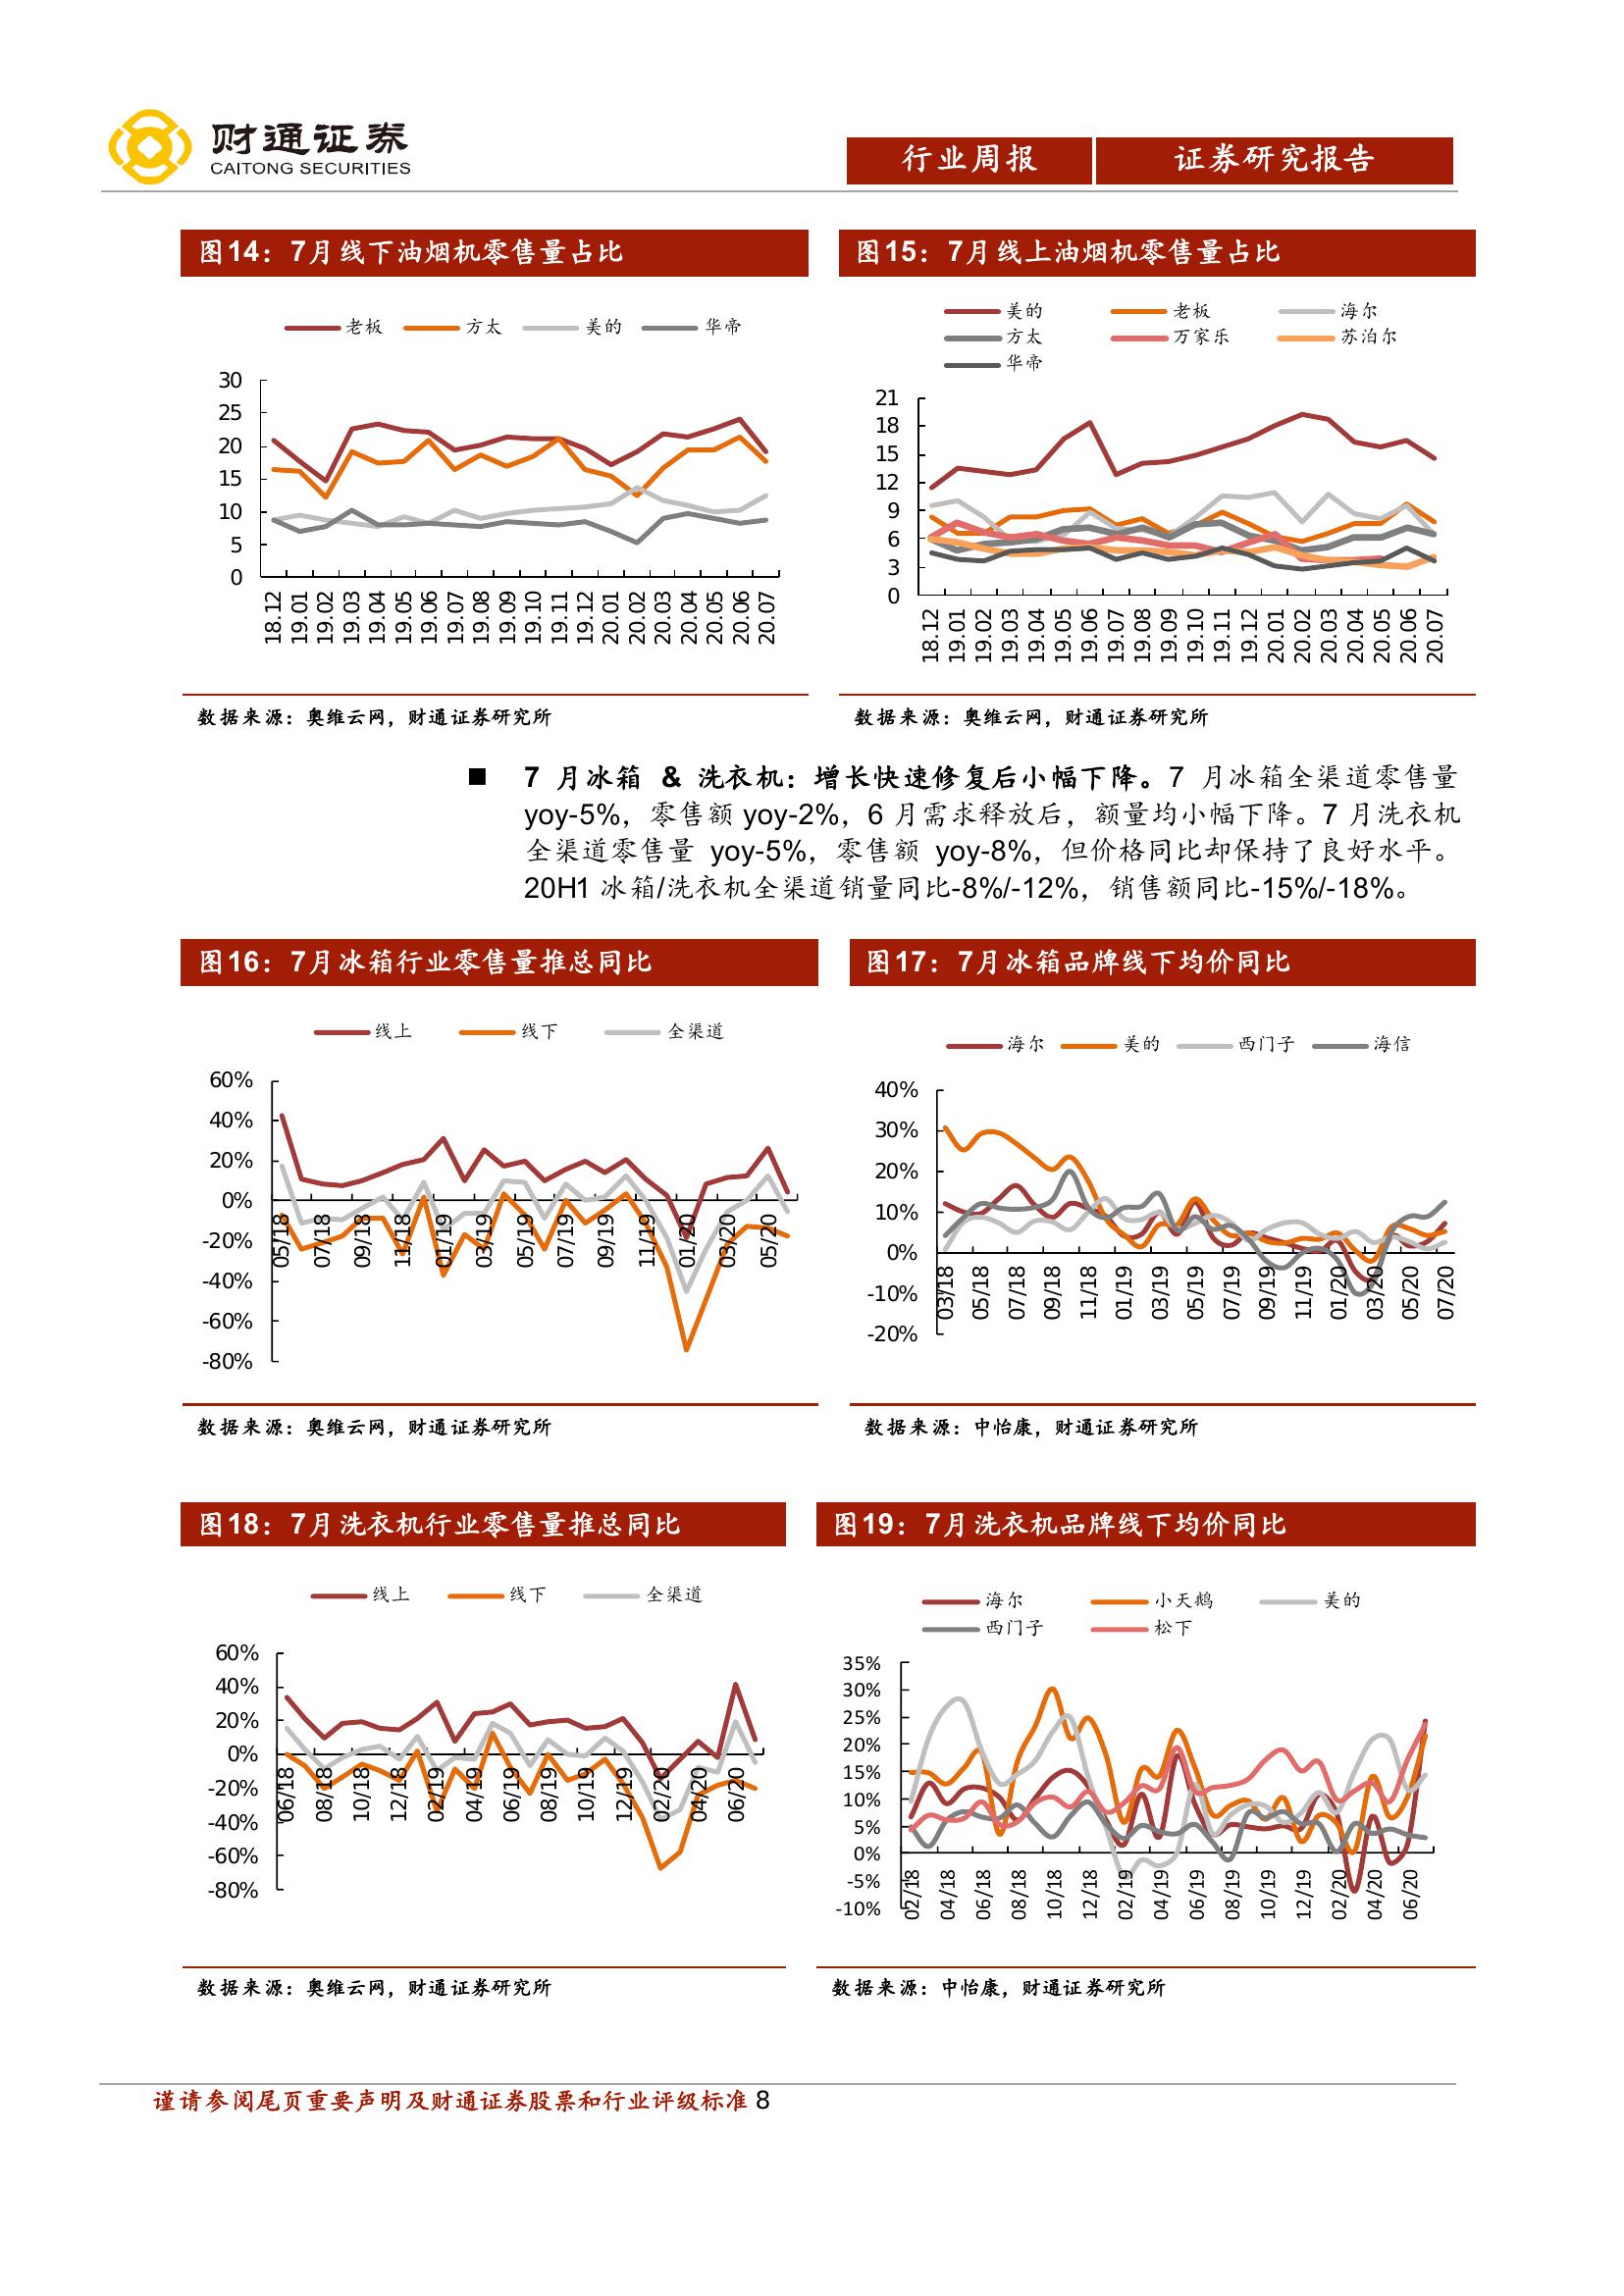 财通证券
CAITONG SECURITIES
行业周报 证券研究报告
图14：7月线下油烟机零售量占比
老板 方太 美的 华帝
30
25
20
15
10
5
0
18.12 19.01 19.02 19.03 19.04 19.05 19.06 19.07 19.08 19.09 19.10 19.11 19.12 20.01 20.02 20.03 20.04 20.05 20.06 20.07
数据来源：奥维云网，财通证券研究所
图15：7月线上油烟机零售量占比
美的 老板 海尔
方太 万家乐 苏泊尔
华帝
21
18
15
12
9
6
3
0
18.12 19.01 19.02 19.03 19.04 19.05 19.06 19.07 19.08 19.09 19.10 19.11 19.12 20.01 20.02 20.03 20.04 20.05 20.06 20.07
数据来源：奥维云网，财通证券研究所
■ 7 月冰箱 & 洗衣机：增长快速修复后小幅下降。7 月冰箱全渠道零售量
yoy-5%，零售额 yoy-2%，6 月需求释放后，额量均小幅下降。7 月洗衣机
全渠道零售量 yoy-5%，零售额 yoy-8%，但价格同比却保持了良好水平。
20H1 冰箱/洗衣机全渠道销量同比-8%/-12%，销售额同比-15%/-18%。
图16：7月冰箱行业零售量推总同比
线上 线下 全渠道
60%
40%
20%
0%
-20%
-40%
-60%
-80%
05/18 07/18 09/18 11/18 01/19 03/19 05/19 07/19 09/19 11/19 01/20 03/20 05/20
数据来源：奥维云网，财通证券研究所
图17：7月冰箱品牌线下均价同比
海尔 美的 西门子 海信
40%
30%
20%
10%
0%
-10%
-20%
03/18 05/18 07/18 09/18 11/18 01/19 03/19 05/19 07/19 09/19 11/19 01/20 03/20 05/20 07/20
数据来源：中怡康，财通证券研究所
图18：7月洗衣机行业零售量推总同比
线上 线下 全渠道
60%
40%
20%
0%
-20%
-40%
-60%
-80%
06/18 08/18 10/18 12/18 02/19 04/19 06/19 08/19 10/19 12/19 02/20 04/20 06/20
数据来源：奥维云网，财通证券研究所
图19：7月洗衣机品牌线下均价同比
海尔 小天鹅 美的
西门子 松下
35%
30%
25%
20%
15%
10%
5%
0%
-5%
-10%
02/18 04/18 06/18 08/18 10/18 12/18 02/19 04/19 06/19 08/19 10/19 12/19 02/20 04/20 06/20
数据来源：中怡康，财通证券研究所
谨请参阅尾页重要声明及财通证券股票和行业评级标准 8